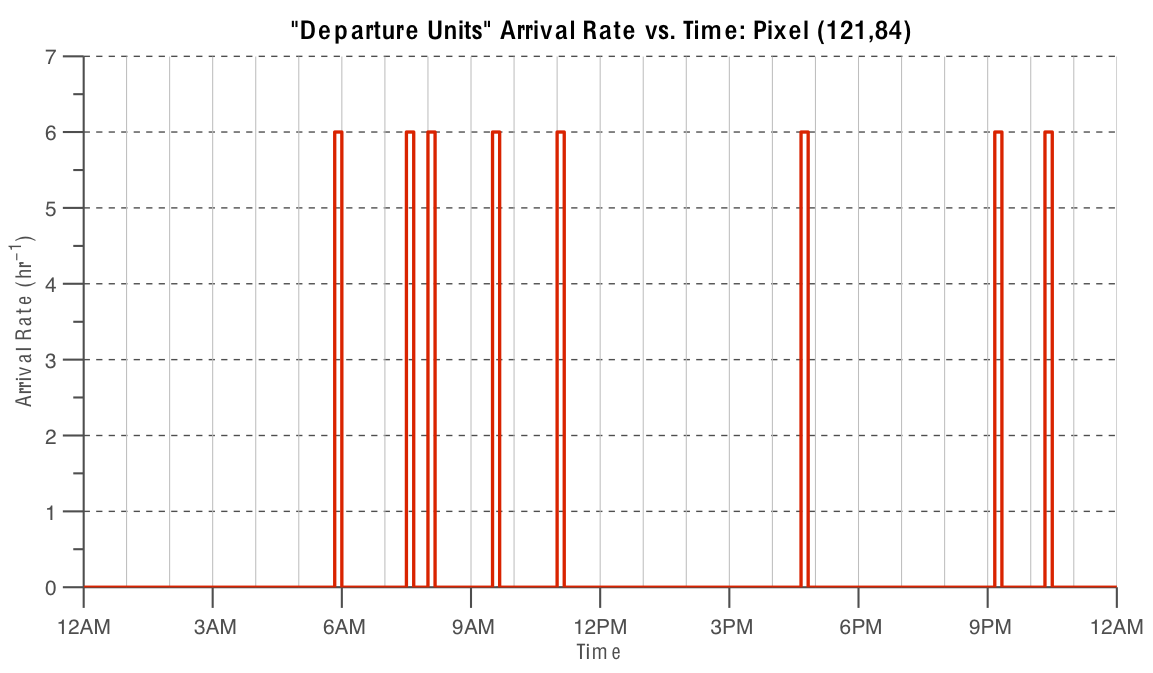 "Departure Units" Arrival Rate vs. Time: Pixel (121,84)
7
6
5
4
3
2
1
0
Arrival Rate (hr⁻¹)
12AM 3AM 6AM 9AM 12PM 3PM 6PM 9PM 12AM
Time